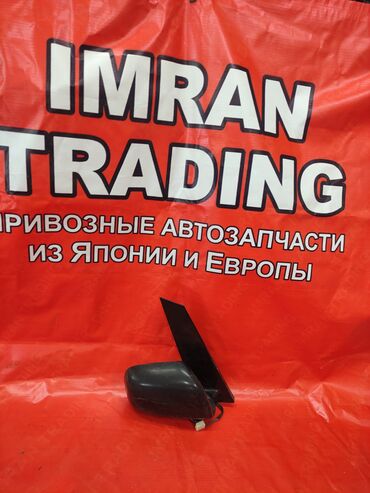 IMRAN
TRADING
ПРИВОЗНЫЕ АВТОЗАПЧАСТИ
ИЗ ЯПОНИИ И ЕВРОПЫ